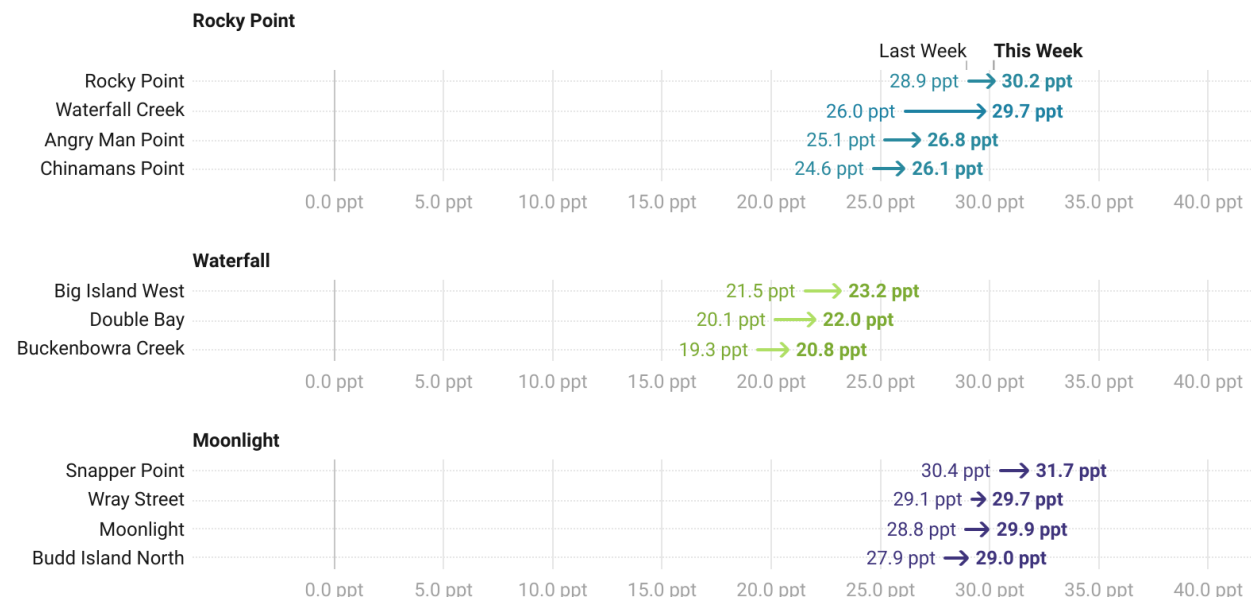 Rocky Point
Last Week This Week
Rocky Point 28.9 ppt 30.2 ppt
Waterfall Creek 26.0 ppt 29.7 ppt
Angry Man Point 25.1 ppt 26.8 ppt
Chinamans Point 24.6 ppt 26.1 ppt
0.0 ppt 5.0 ppt 10.0 ppt 15.0 ppt 20.0 ppt 25.0 ppt 30.0 ppt 35.0 ppt 40.0 ppt
Waterfall
Big Island West 21.5 ppt 23.2 ppt
Double Bay 20.1 ppt 22.0 ppt
Buckenbowra Creek 19.3 ppt 20.8 ppt
0.0 ppt 5.0 ppt 10.0 ppt 15.0 ppt 20.0 ppt 25.0 ppt 30.0 ppt 35.0 ppt 40.0 ppt
Moonlight
Snapper Point 30.4 ppt 31.7 ppt
Wray Street 29.1 ppt 29.7 ppt
Moonlight 28.8 ppt 29.9 ppt
Budd Island North 27.9 ppt 29.0 ppt
0.0 ppt 5.0 ppt 10.0 ppt 15.0 ppt 20.0 ppt 25.0 ppt 30.0 ppt 35.0 ppt 40.0 ppt